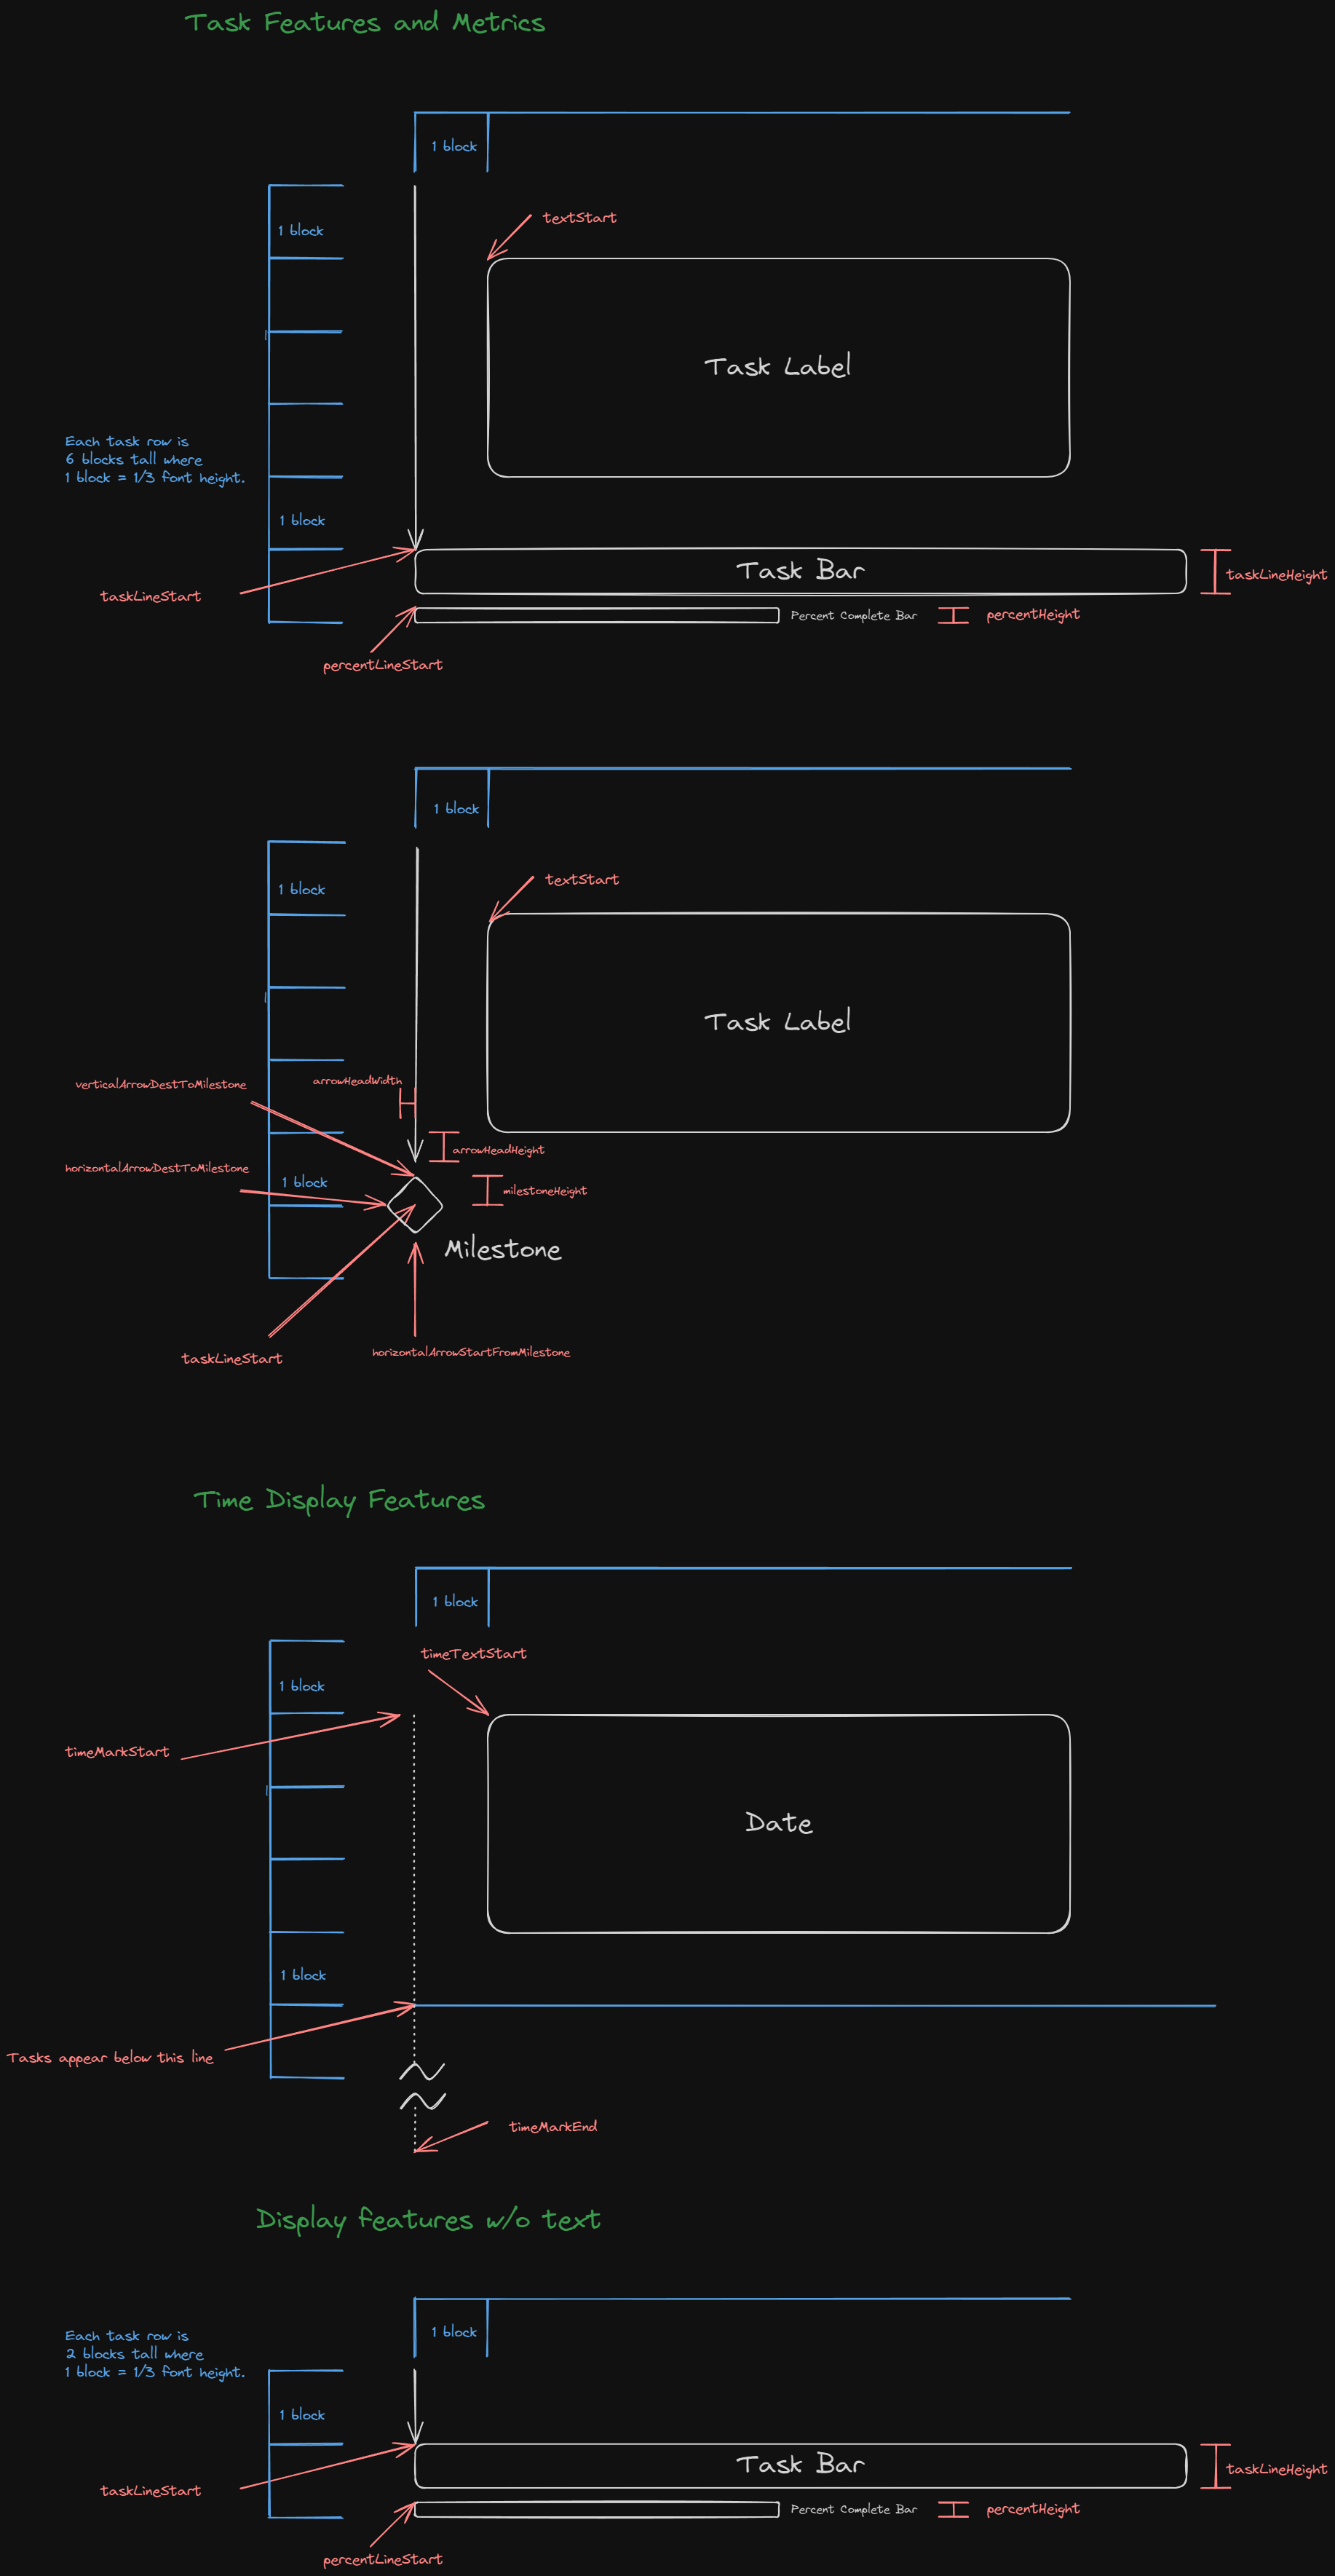 Task Features and Metrics
1 block
1 block
textStart
Task Label
Each task row is
6 blocks tall where
1 block = 1/3 font height.
1 block
Task Bar
taskLineHeight
taskLineStart
Percent Complete Bar
percentHeight
percentLineStart
1 block
1 block
textStart
Task Label
verticalArrowDestToMilestone
arrowHeadWidth
arrowHeadHeight
horizontalArrowDestToMilestone
1 block
milestoneHeight
Milestone
taskLineStart
horizontalArrowStartFromMilestone
Time Display Features
1 block
timeTextStart
1 block
timeMarkStart
Date
1 block
Tasks appear below this line
timeMarkEnd
Display features w/o text
1 block
Each task row is
2 blocks tall where
1 block = 1/3 font height.
1 block
Task Bar
taskLineHeight
taskLineStart
Percent Complete Bar
percentHeight
percentLineStart